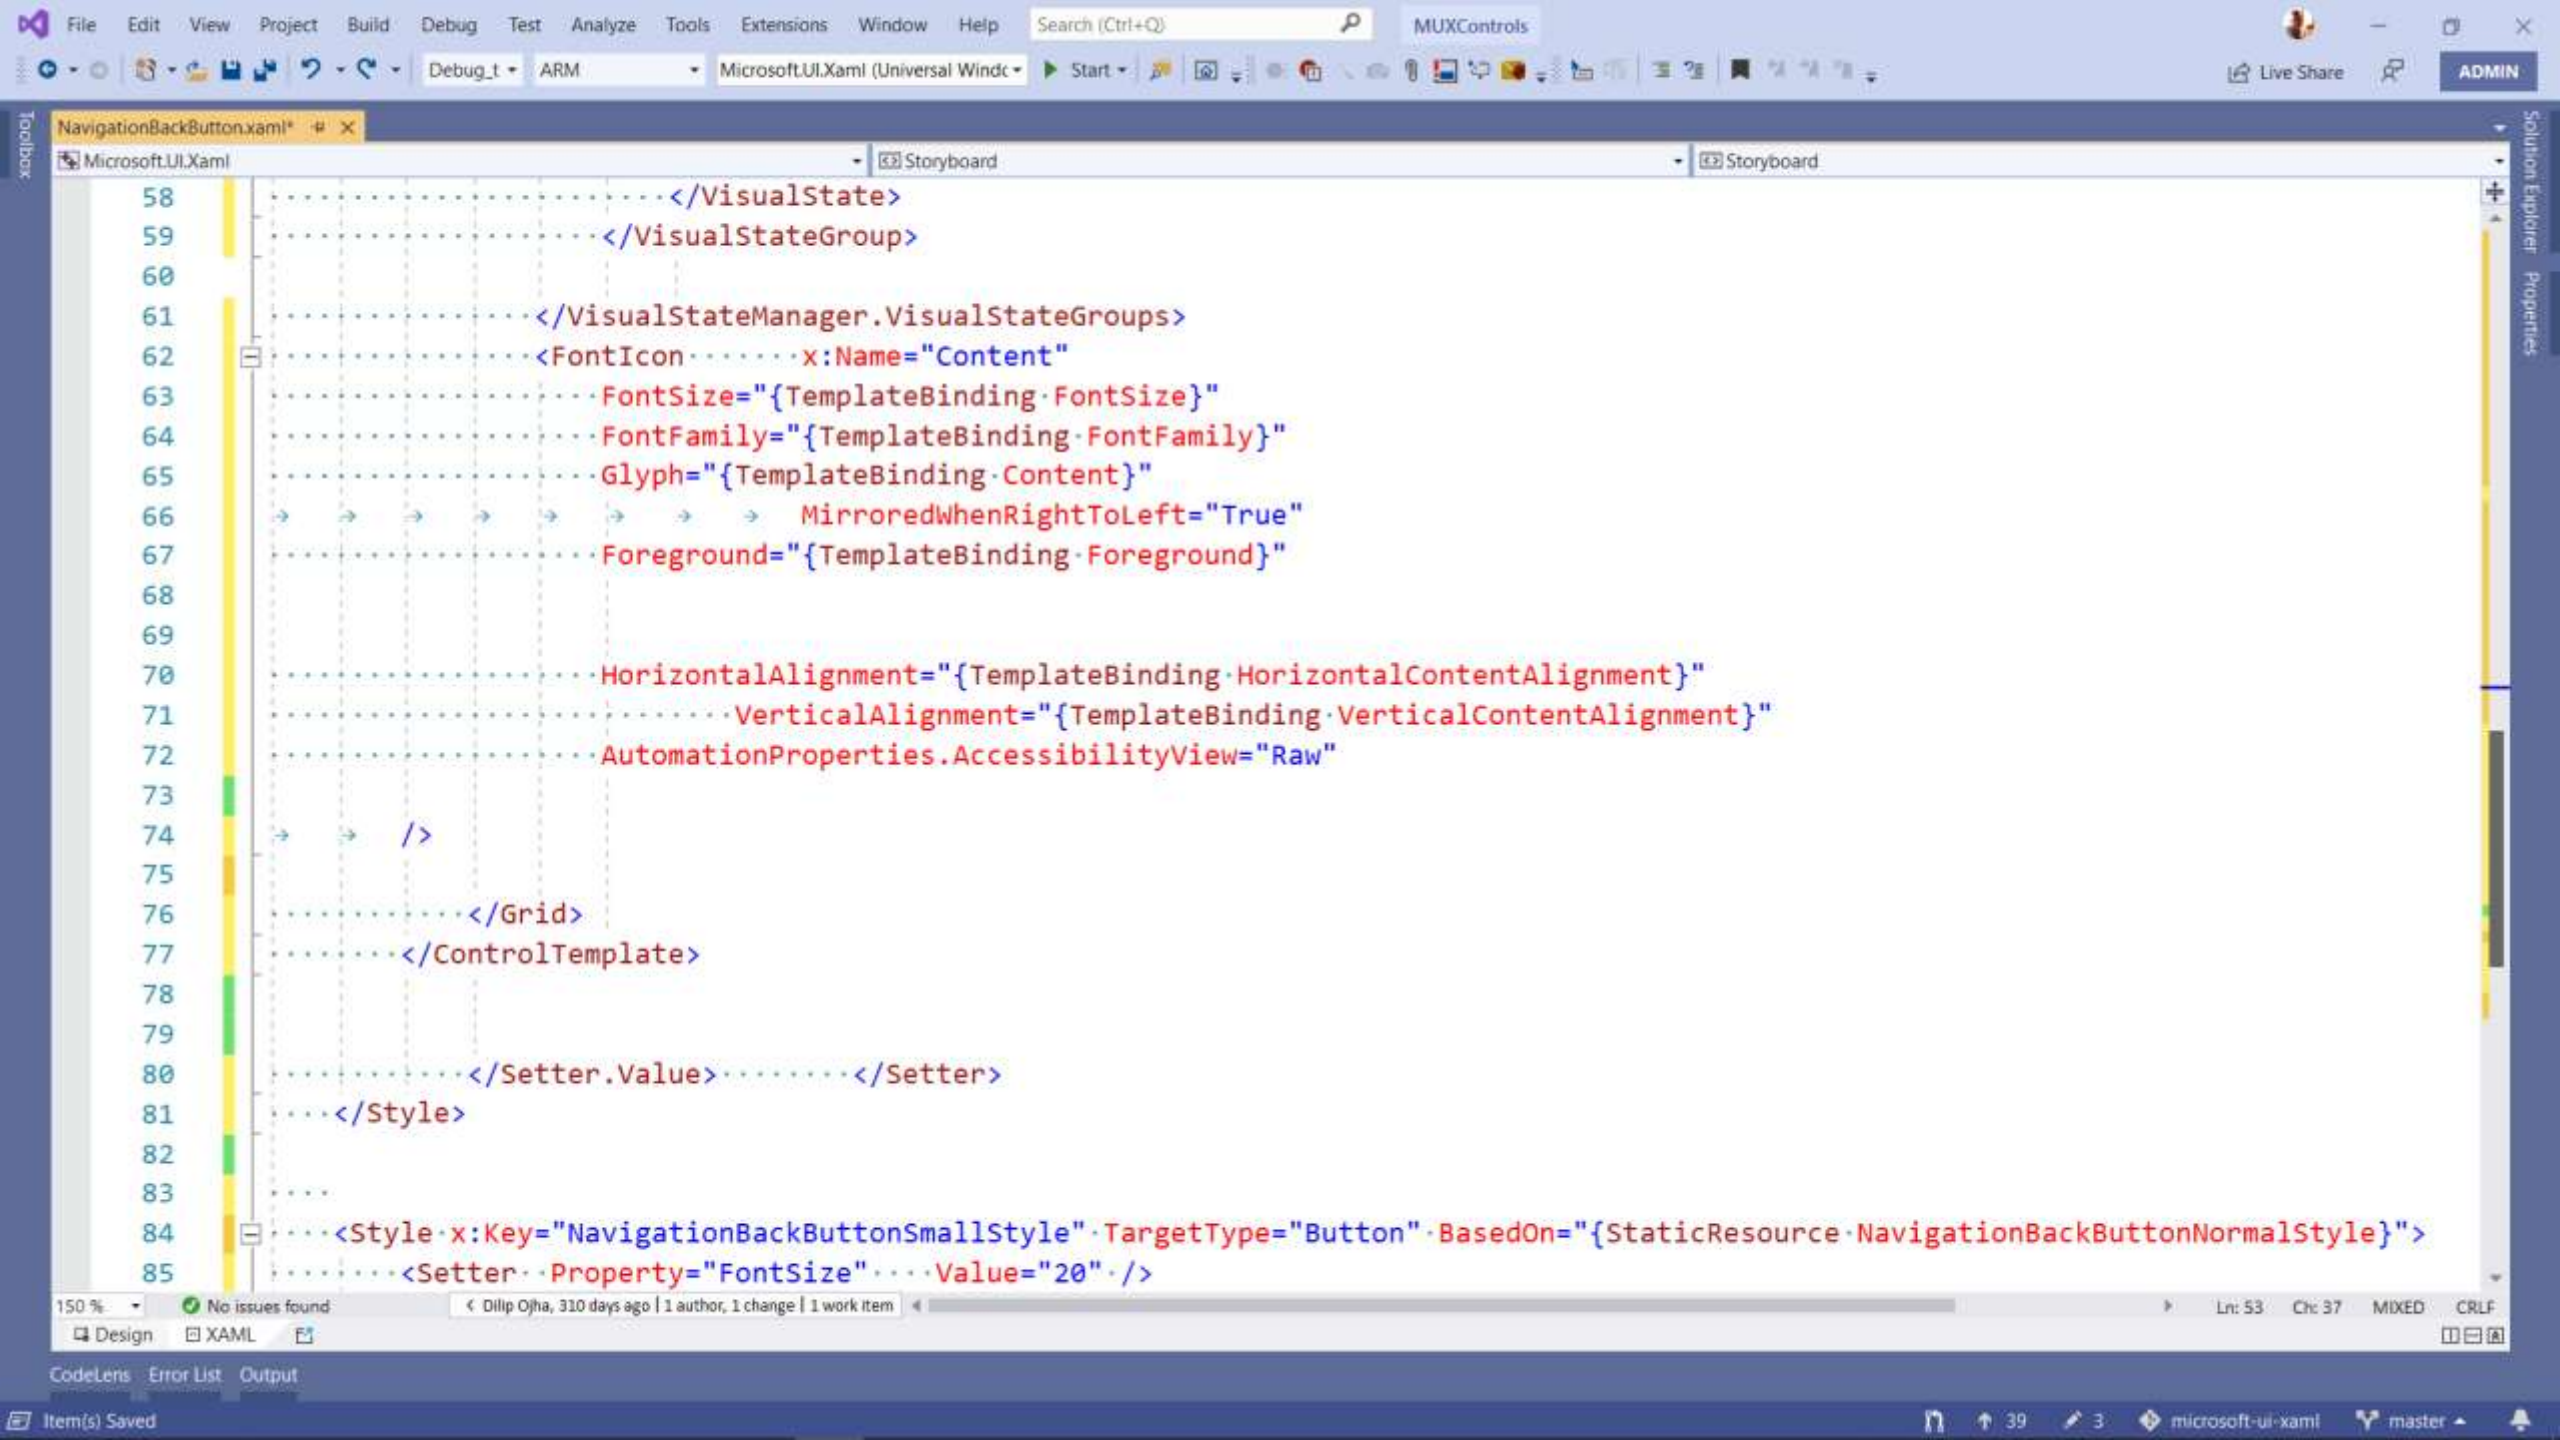 File Edit View Project Build Debug Test Analyze Tools Extensions Window Help Search (Ctrl+Q) MUXControls
Debug_t ARM Microsoft.UI.Xaml (Universal Windc Start Live Share ADMIN
Toolbox
NavigationBackButton.xaml*
Microsoft.UI.Xaml Storyboard Storyboard
Solution Explorer
Properties
58 </VisualState>
59 </VisualStateGroup>
60
61 </VisualStateManager.VisualStateGroups>
62 <FontIcon x:Name="Content"
63 FontSize="{TemplateBinding FontSize}"
64 FontFamily="{TemplateBinding FontFamily}"
65 Glyph="{TemplateBinding Content}"
66 MirroredWhenRightToLeft="True"
67 Foreground="{TemplateBinding Foreground}"
68
69
70 HorizontalAlignment="{TemplateBinding HorizontalContentAlignment}"
71 VerticalAlignment="{TemplateBinding VerticalContentAlignment}"
72 AutomationProperties.AccessibilityView="Raw"
73
74 />
75
76 </Grid>
77 </ControlTemplate>
78
79
80 </Setter.Value> </Setter>
81 </Style>
82
83
84 <Style x:Key="NavigationBackButtonSmallStyle" TargetType="Button" BasedOn="{StaticResource NavigationBackButtonNormalStyle}">
85 <Setter Property="FontSize" Value="20" />
150 % No issues found Dilip Ojha, 310 days ago | 1 author, 1 change | 1 work item Ln: 53 Ch: 37 MIXED CRLF
Design XAML
CodeLens Error List Output
Item(s) Saved 39 3 microsoft-ui-xaml master